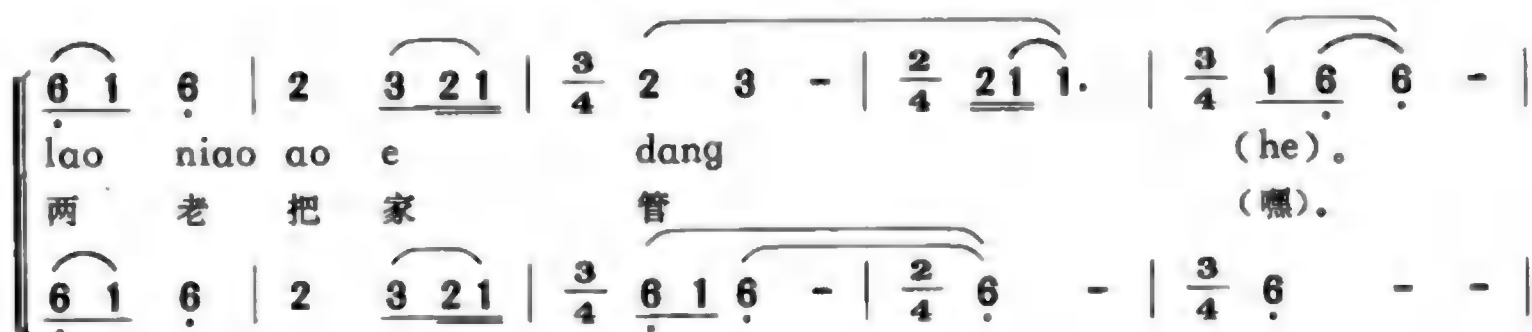 6 1 6 | 2 3 21 | 3/4 2 3 - | 2/4 21 1. | 3/4 1 6 6 - |
lao niao ao e dang (he)。
两 老 把 家 管 (嘿)。
6 1 6 | 2 3 21 | 3/4 6 1 6 - | 2/4 6 - | 3/4 6 - - |